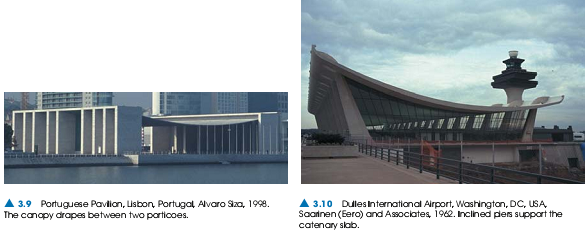 ▲ 3.9 Portuguese Pavilion, Lisbon, Portugal, Alvaro Siza, 1998.
The canopy drapes between two porticoes.
▲ 3.10 Dulles International Airport, Washington, DC, USA,
Saarinen (Eero) and Associates, 1962. Inclined piers support the
catenary slab.